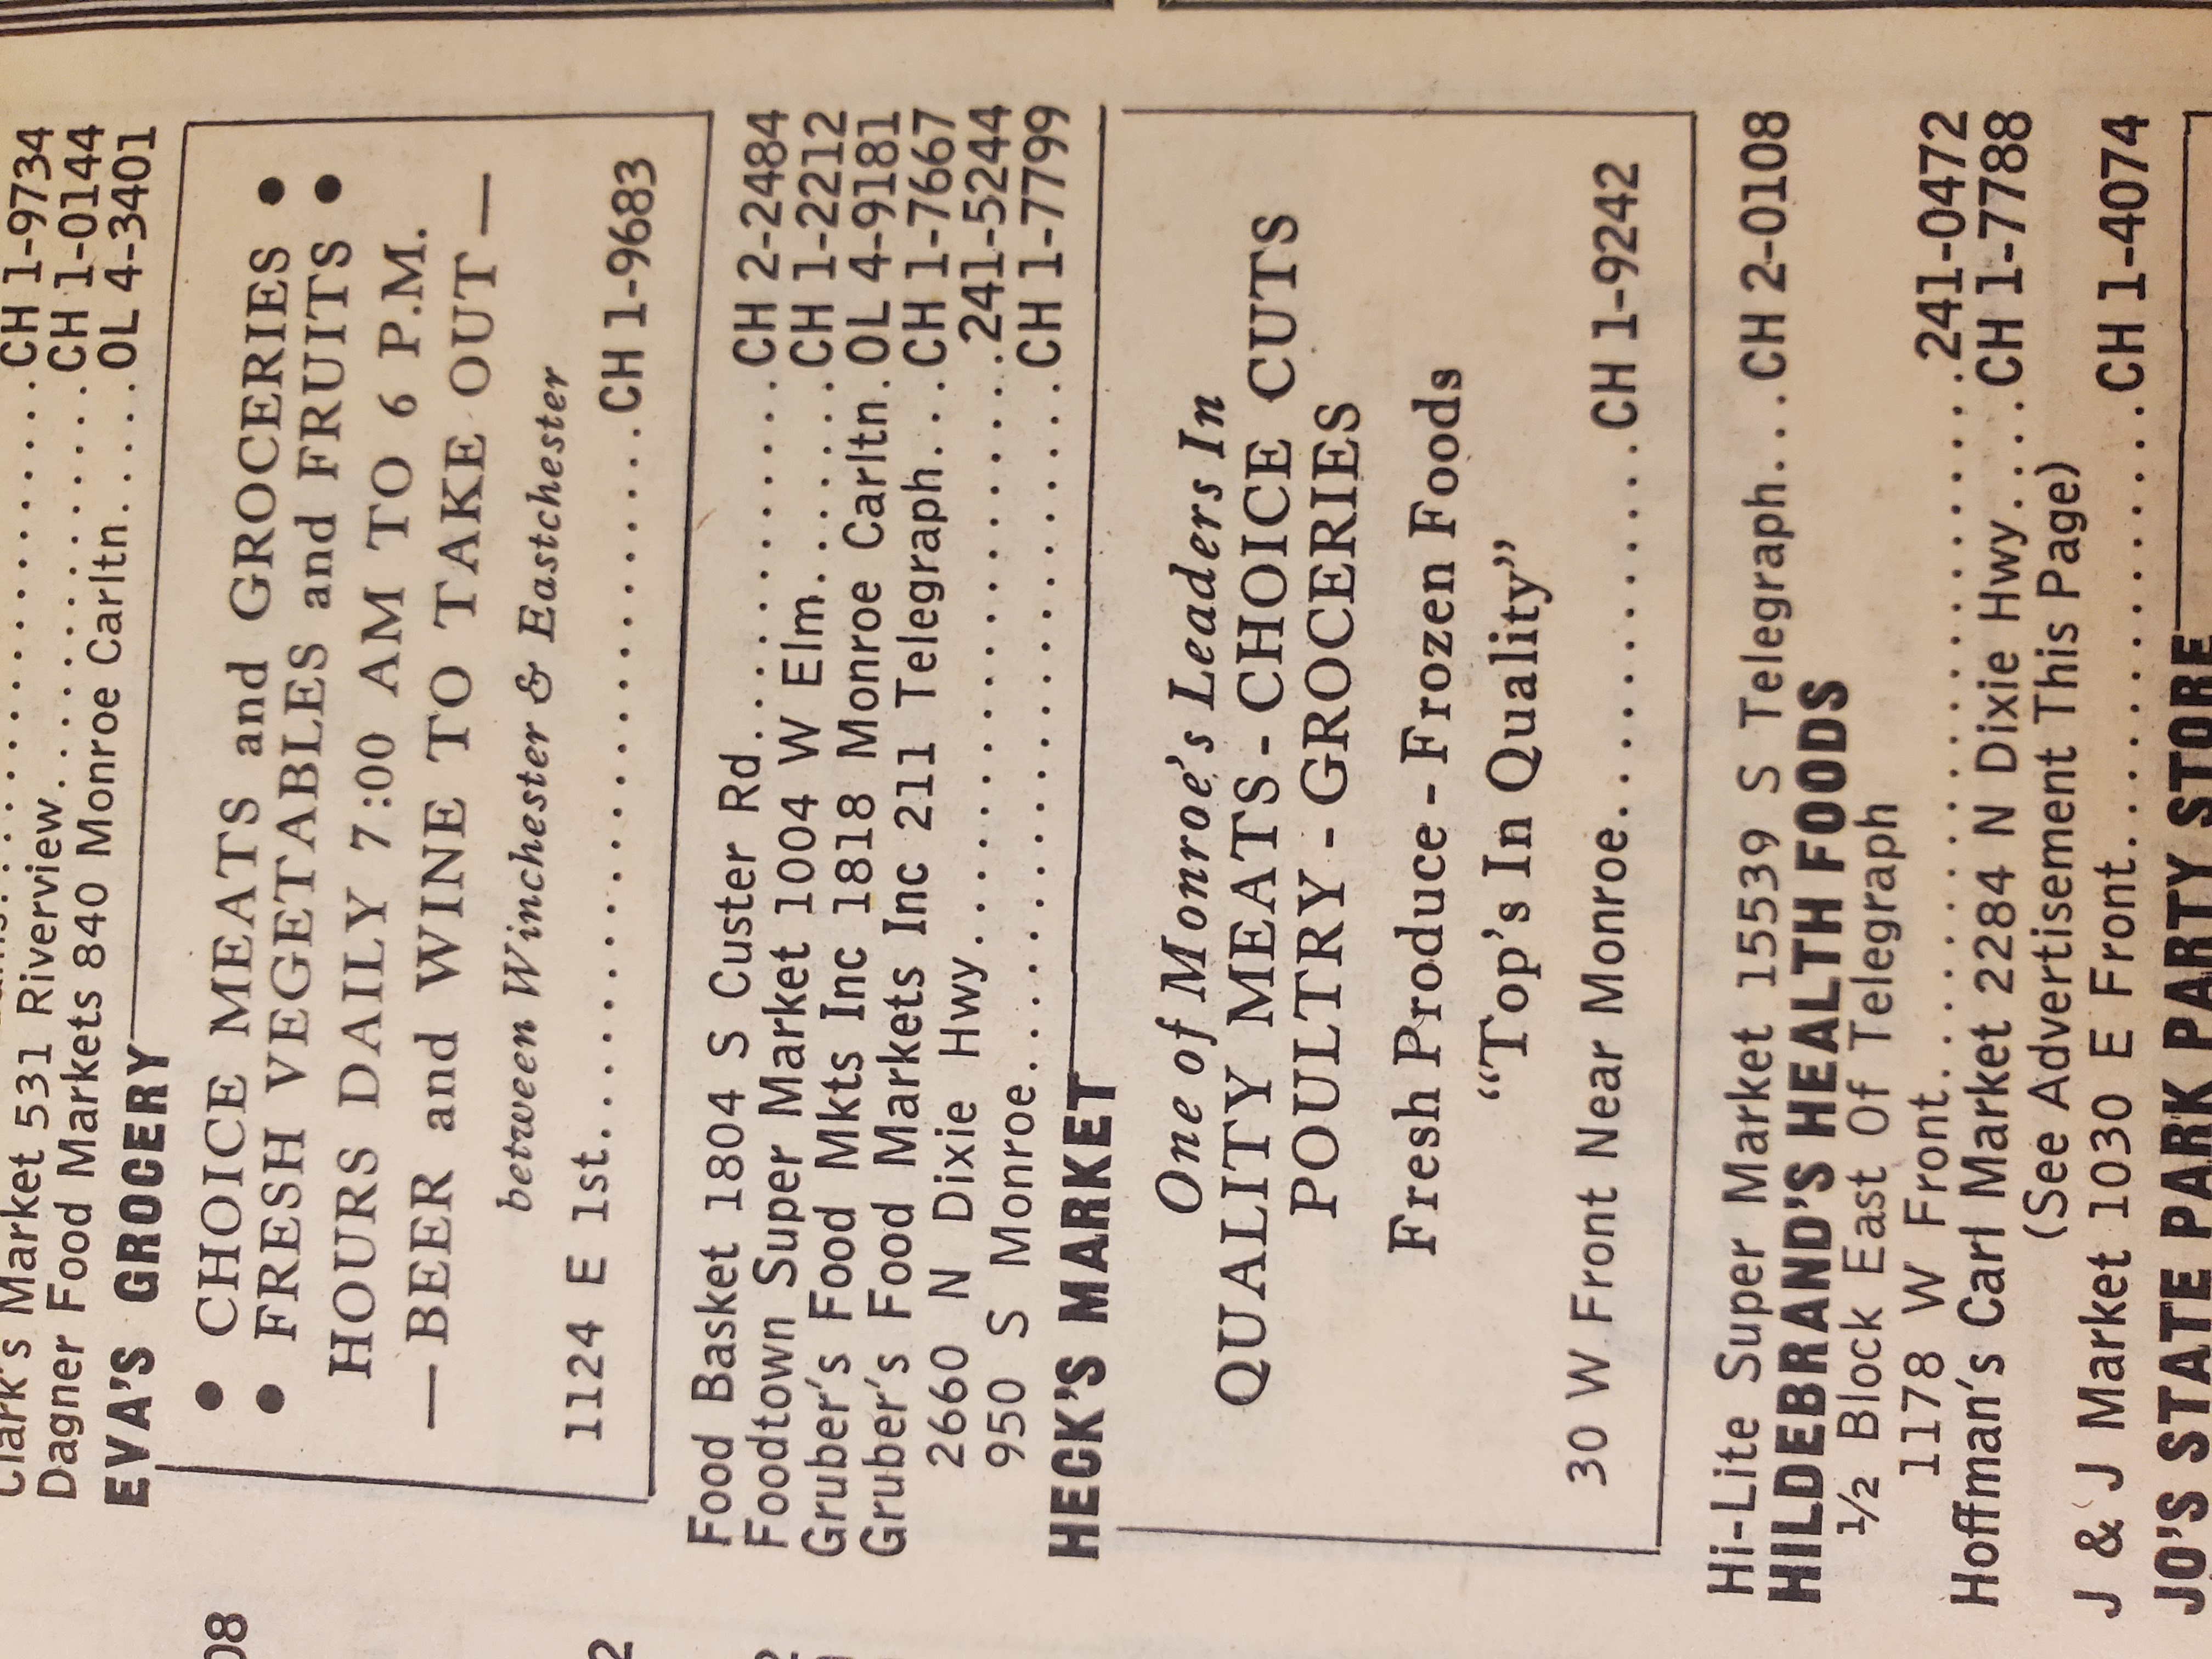 Clark's Market ..........CH 1-9734
Dagner Food Market 531 Riverview..........CH 1-0144
Food Markets 840 Monroe Carltn.....OL 4-3401
EVA'S GROCERY
● CHOICE MEATS and GROCERIES ●
● FRESH VEGETABLES and FRUITS ●
HOURS DAILY 7:00 AM TO 6 P.M.
— BEER and WINE TO TAKE OUT —
between Winchester & Eastchester
1124 E 1st....................CH 1-9683
Food Basket 1804 S Custer Rd..........CH 2-2484
Foodtown Super Market 1004 W Elm.......CH 1-2212
Gruber's Food Mkts Inc 1818 Monroe Carltn.OL 4-9181
Gruber's Food Markets Inc 211 Telegraph...CH 1-7667
2660 N Dixie Hwy....................241-5244
950 S Monroe....................CH 1-7799
HECK'S MARKET
One of Monroe's Leaders In
QUALITY MEATS - CHOICE CUTS
POULTRY - GROCERIES
Fresh Produce - Frozen Foods
“Top's In Quality”
30 W Front Near Monroe..............CH 1-9242
Hi-Lite Super Market 15539 S Telegraph...CH 2-0108
HILDEBRAND'S HEALTH FOODS
½ Block East Of Telegraph
1178 W Front....................241-0472
Hoffman's Carl Market 2284 N Dixie Hwy....CH 1-7788
(See Advertisement This Page)
J & J Market 1030 E Front..............CH 1-4074
JO'S STATE PARK PARTY STORE